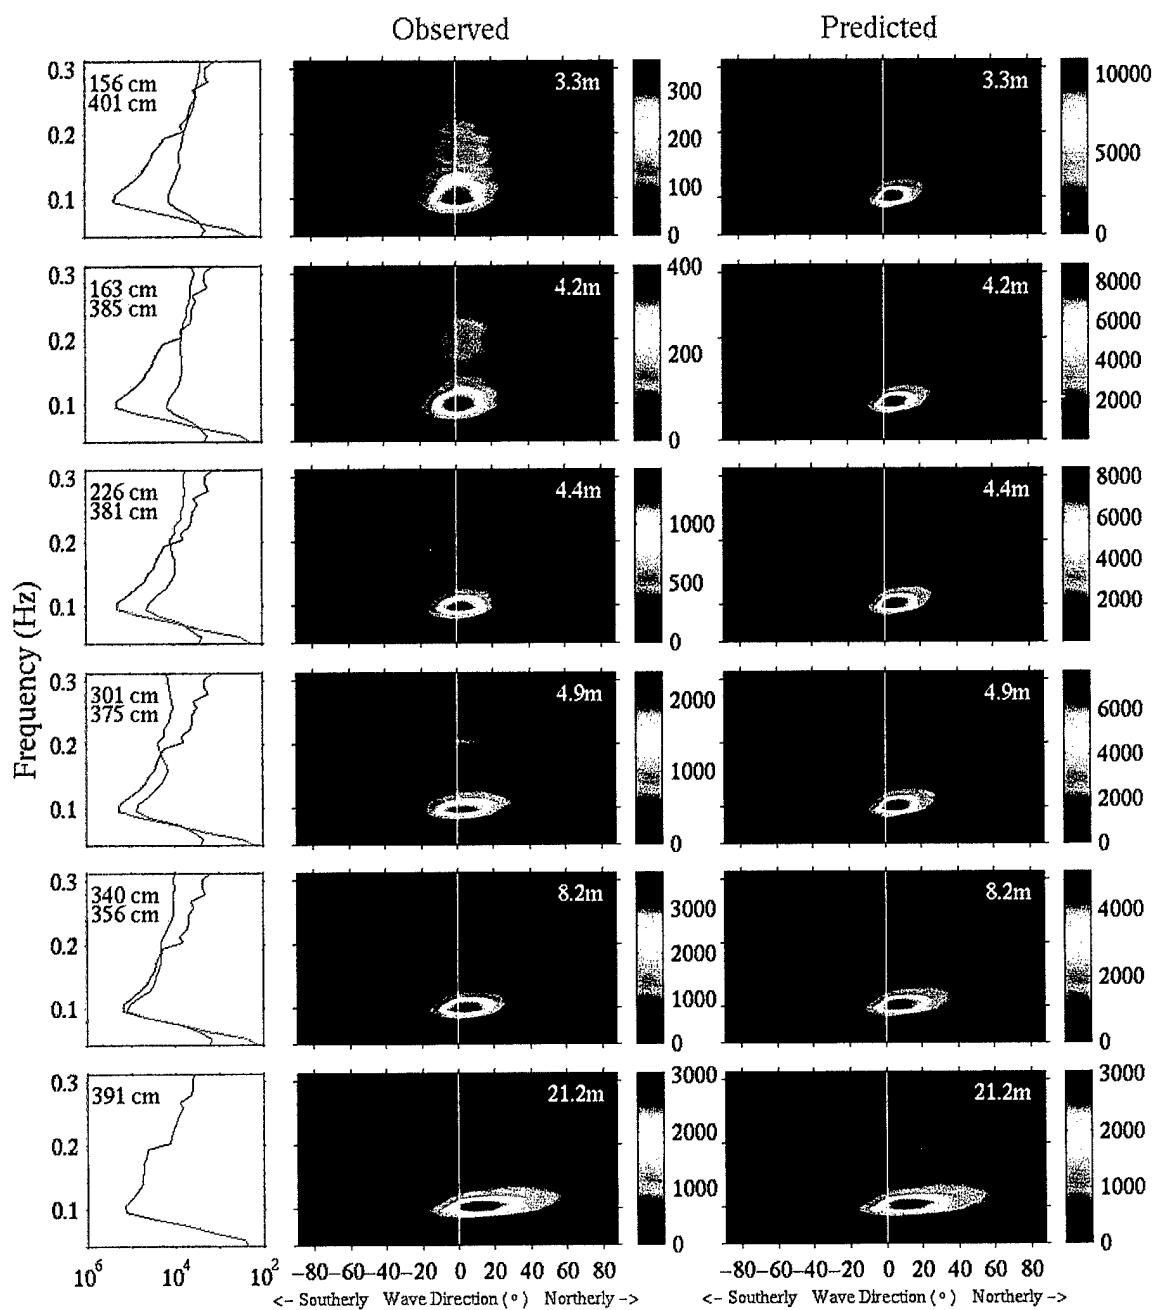 Observed
Predicted
Frequency (Hz)
0.3
0.2
0.1
156 cm
401 cm
3.3m
300
200
100
0
3.3m
10000
5000
0
0.3
0.2
0.1
163 cm
385 cm
4.2m
400
200
0
4.2m
8000
6000
4000
2000
0.3
0.2
0.1
226 cm
381 cm
4.4m
1000
500
0
4.4m
8000
6000
4000
2000
0.3
0.2
0.1
301 cm
375 cm
4.9m
2000
1000
0
4.9m
6000
4000
2000
0
0.3
0.2
0.1
340 cm
356 cm
8.2m
3000
2000
1000
0
8.2m
4000
2000
0
0.3
0.2
0.1
391 cm
21.2m
3000
2000
1000
0
21.2m
3000
2000
1000
0
10^6 10^4 10^2
−80−60−40−20 0 20 40 60 80
−80−60−40−20 0 20 40 60 80
<− Southerly Wave Direction (°) Northerly −>
<− Southerly Wave Direction (°) Northerly −>